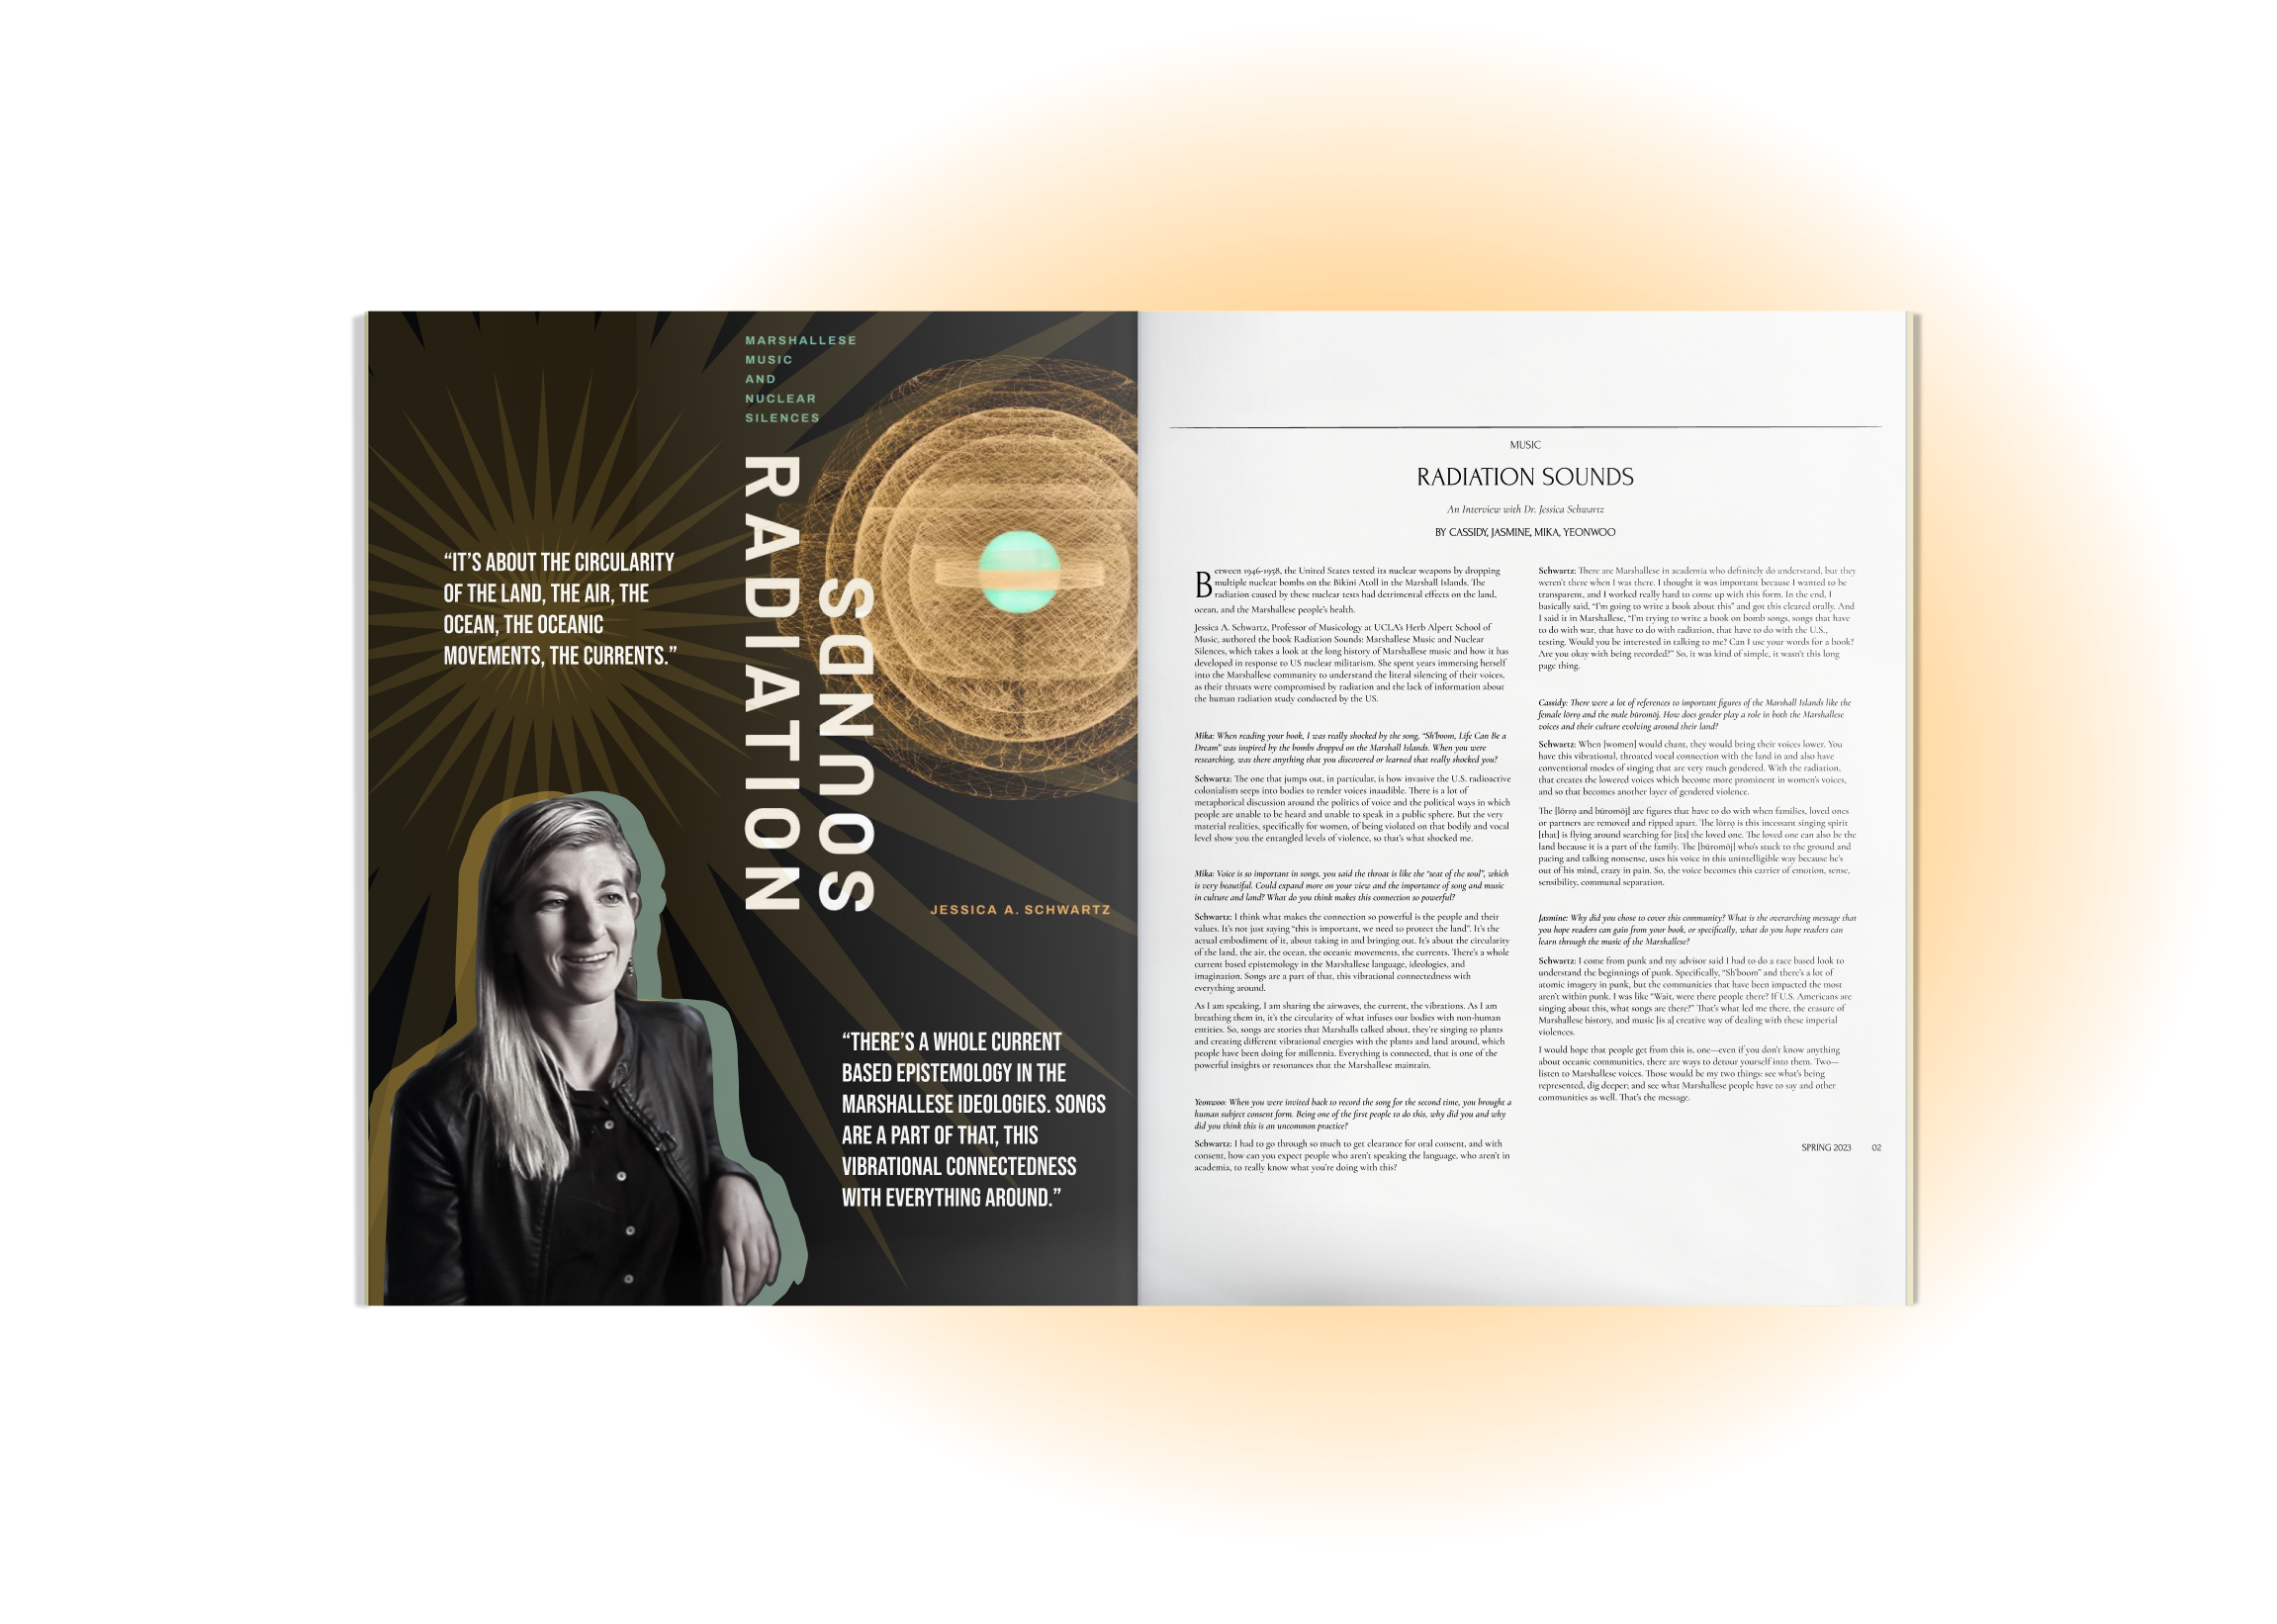 MARSHALLESE
MUSIC
AND
NUCLEAR
SILENCES
RADIATION
SOUNDS
“IT’S ABOUT THE CIRCULARITY
OF THE LAND, THE AIR, THE
OCEAN, THE OCEANIC
MOVEMENTS, THE CURRENTS.”
JESSICA A. SCHWARTZ
“THERE’S A WHOLE CURRENT
BASED EPISTEMOLOGY IN THE
MARSHALLESE IDEOLOGIES. SONGS
ARE A PART OF THAT, THIS
VIBRATIONAL CONNECTEDNESS
WITH EVERYTHING AROUND.”
MUSIC
RADIATION SOUNDS
An Interview with Dr. Jessica Schwartz
BY CASSIDY, JASMINE, MIKA, YEONWOO
Between 1946-1958, the United States tested its nuclear weapons by dropping
multiple nuclear bombs on the Bikini Atoll in the Marshall Islands. The
radiation caused by these nuclear tests had detrimental effects on the land,
ocean, and the Marshallese people’s health.
Jessica A. Schwartz, Professor of Musicology at UCLA’s Herb Alpert School of
Music, authored the book Radiation Sounds: Marshallese Music and Nuclear
Silences, which takes a look at the long history of Marshallese music and how it has
developed in response to US nuclear militarism. She spent years immersing herself
into the Marshallese community to understand the literal silencing of their voices,
as their throats were compromised by radiation and the lack of information about
the human radiation study conducted by the US.
Mika: When reading your book, I was really shocked by the song, “Sh’boom, Life Can Be a
Dream” was inspired by the bombs dropped on the Marshall Islands. When you were
researching, was there anything that you discovered or learned that really shocked you?
Schwartz: The one that jumps out, in particular, is how invasive the U.S. radioactive
colonialism seeps into bodies to render voices inaudible. There is a lot of
metaphorical discussion around the politics of voice and the political ways in which
people are unable to be heard and unable to speak in a public sphere. But the very
material realities, specifically for women, of being violated on that bodily and vocal
level show you the entangled levels of violence, so that’s what shocked me.
Mika: Voice is so important in songs, you said the throat is like the “seat of the soul”, which
is very beautiful. Could expand more on your view and the importance of song and music
in culture and land? What do you think makes this connection so powerful?
Schwartz: I think what makes the connection so powerful is the people and their
values. It’s not just saying “this is important, we need to protect the land”. It’s the
actual embodiment of it, about taking in and bringing out. It’s about the circularity
of the land, the air, the ocean, the oceanic movements, the currents. There’s a whole
current based epistemology in the Marshallese language, ideologies, and
imagination. Songs are a part of that, this vibrational connectedness with
everything around.
As I am speaking, I am sharing the airwaves, the current, the vibrations. As I am
breathing them in, it’s the circularity of what infuses our bodies with non-human
entities. So, songs are stories that Marshalls talked about, they’re singing to plants
and creating different vibrational energies with the plants and land around, which
people have been doing for millennia. Everything is connected, that is one of the
powerful insights or resonances that the Marshallese maintain.
Yeonwoo: When you were invited back to record the song for the second time, you brought a
human subject consent form. Being one of the first people to do this, why did you and why
did you think this is an uncommon practice?
Schwartz: I had to go through so much to get clearance for oral consent, and with
consent, how can you expect people who aren’t speaking the language, who aren’t in
academia, to really know what you’re doing with this?
Schwartz: There are Marshallese in academia who definitely do understand, but they
weren’t there when I was there. I thought it was important because I wanted to be
transparent, and I worked really hard to come up with this form. In the end, I
basically said, “I’m going to write a book about this” and got this cleared orally. And
I said it in Marshallese, “I’m trying to write a book on bomb songs, songs that have
to do with war, that have to do with radiation, that have to do with the U.S.,
testing. Would you be interested in talking to me? Can I use your words for a book?
Are you okay with being recorded?” So, it was kind of simple, it wasn’t this long
page thing.
Cassidy: There were a lot of references to important figures of the Marshall Islands like the
female lōrrọ and the male būromōj. How does gender play a role in both the Marshallese
voices and their culture evolving around their land?
Schwartz: When [women] would chant, they would bring their voices lower. You
have this vibrational, throated vocal connection with the land in and also have
conventional modes of singing that are very much gendered. With the radiation,
that creates the lowered voices which become more prominent in women’s voices,
and so that becomes another layer of gendered violence.
The [lōrrọ and būromōj] are figures that have to do with when families, loved ones
or partners are removed and ripped apart. The lōrrọ is this incessant singing spirit
[that] is flying around searching for [its] the loved one. The loved one can also be the
land because it is a part of the family. The [būromōj] who’s stuck to the ground and
pacing and talking nonsense, uses his voice in this unintelligible way because he’s
out of his mind, crazy in pain. So, the voice becomes this carrier of emotion, sense,
sensibility, communal separation.
Jasmine: Why did you chose to cover this community? What is the overarching message that
you hope readers can gain from your book, or specifically, what do you hope readers can
learn through the music of the Marshallese?
Schwartz: I come from punk and my advisor said I had to do a race based look to
understand the beginnings of punk. Specifically, “Sh’boom” and there’s a lot of
atomic imagery in punk, but the communities that have been impacted the most
aren’t within punk. I was like “Wait, were there people there? If U.S. Americans are
singing about this, what songs are there?” That’s what led me there, the erasure of
Marshallese history, and music [is a] creative way of dealing with these imperial
violences.
I would hope that people get from this is, one—even if you don’t know anything
about oceanic communities, there are ways to detour yourself into them. Two—
listen to Marshallese voices. Those would be my two things: see what’s being
represented, dig deeper; and see what Marshallese people have to say and other
communities as well. That’s the message.
SPRING 2023 02